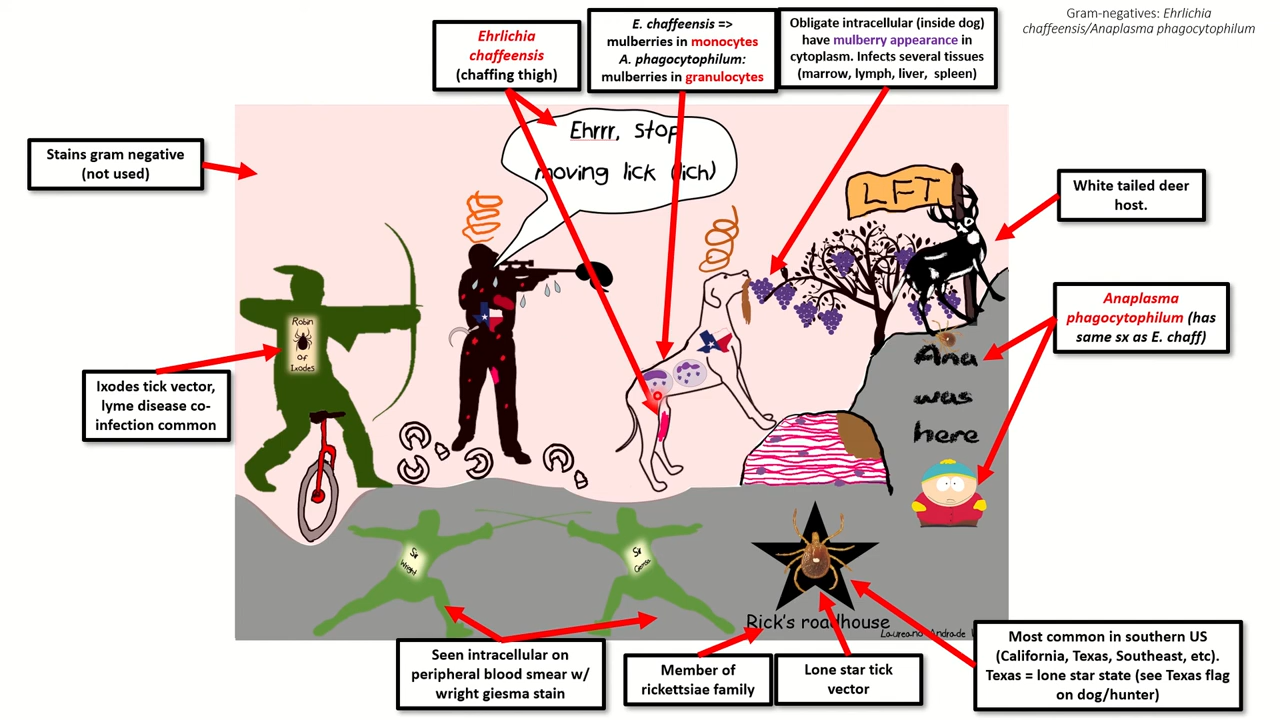 Gram-negatives: Ehrlichia
chaffeensis/Anaplasma phagocytophilum
Ehrlichia
chaffeensis
(chaffing thigh)
E. chaffeensis =>
mulberries in monocytes
A. phagocytophilum:
mulberries in granulocytes
Obligate intracellular (inside dog)
have mulberry appearance in
cytoplasm. Infects several tissues
(marrow, lymph, liver, spleen)
Stains gram negative
(not used)
Ehrrr, stop
moving lick (lich)
LFT
White tailed deer
host.
Robin
of
Ixodes
Anaplasma
phagocytophilum (has
same sx as E. chaff)
Ana
was
here
Ixodes tick vector,
lyme disease co-
infection common
Sir
Wright
Sir
Giemsa
Rick's roadhouse
Laureano Andrade
Seen intracellular on
peripheral blood smear w/
wright giesma stain
Member of
rickettsiae family
Lone star tick
vector
Most common in southern US
(California, Texas, Southeast, etc).
Texas = lone star state (see Texas flag
on dog/hunter)